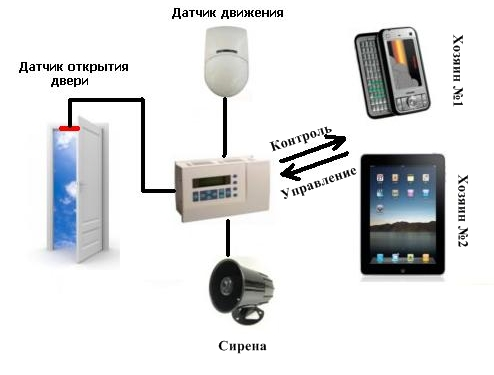 Датчик движения
Датчик открытия
двери
Контроль
Управление
Хозяин №1
Хозяин №2
Сирена